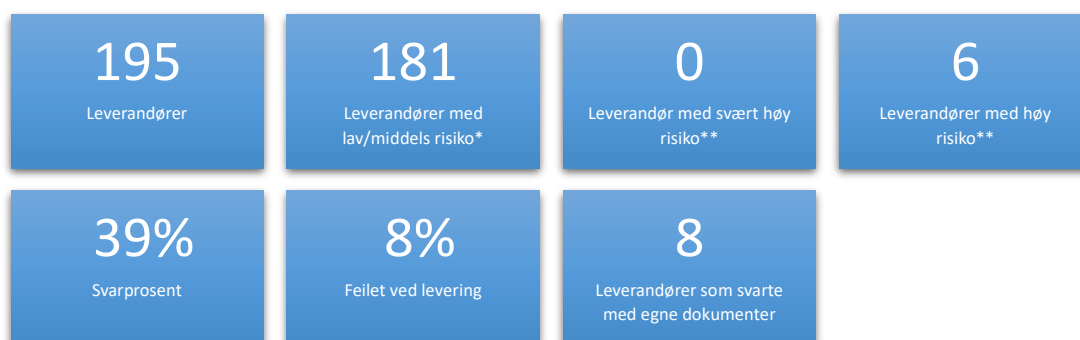 195
Leverandører
181
Leverandører med
lav/middels risiko*
0
Leverandør med svært høy
risiko**
6
Leverandører med høy
risiko**
39%
Svarprosent
8%
Feilet ved levering
8
Leverandører som svarte
med egne dokumenter